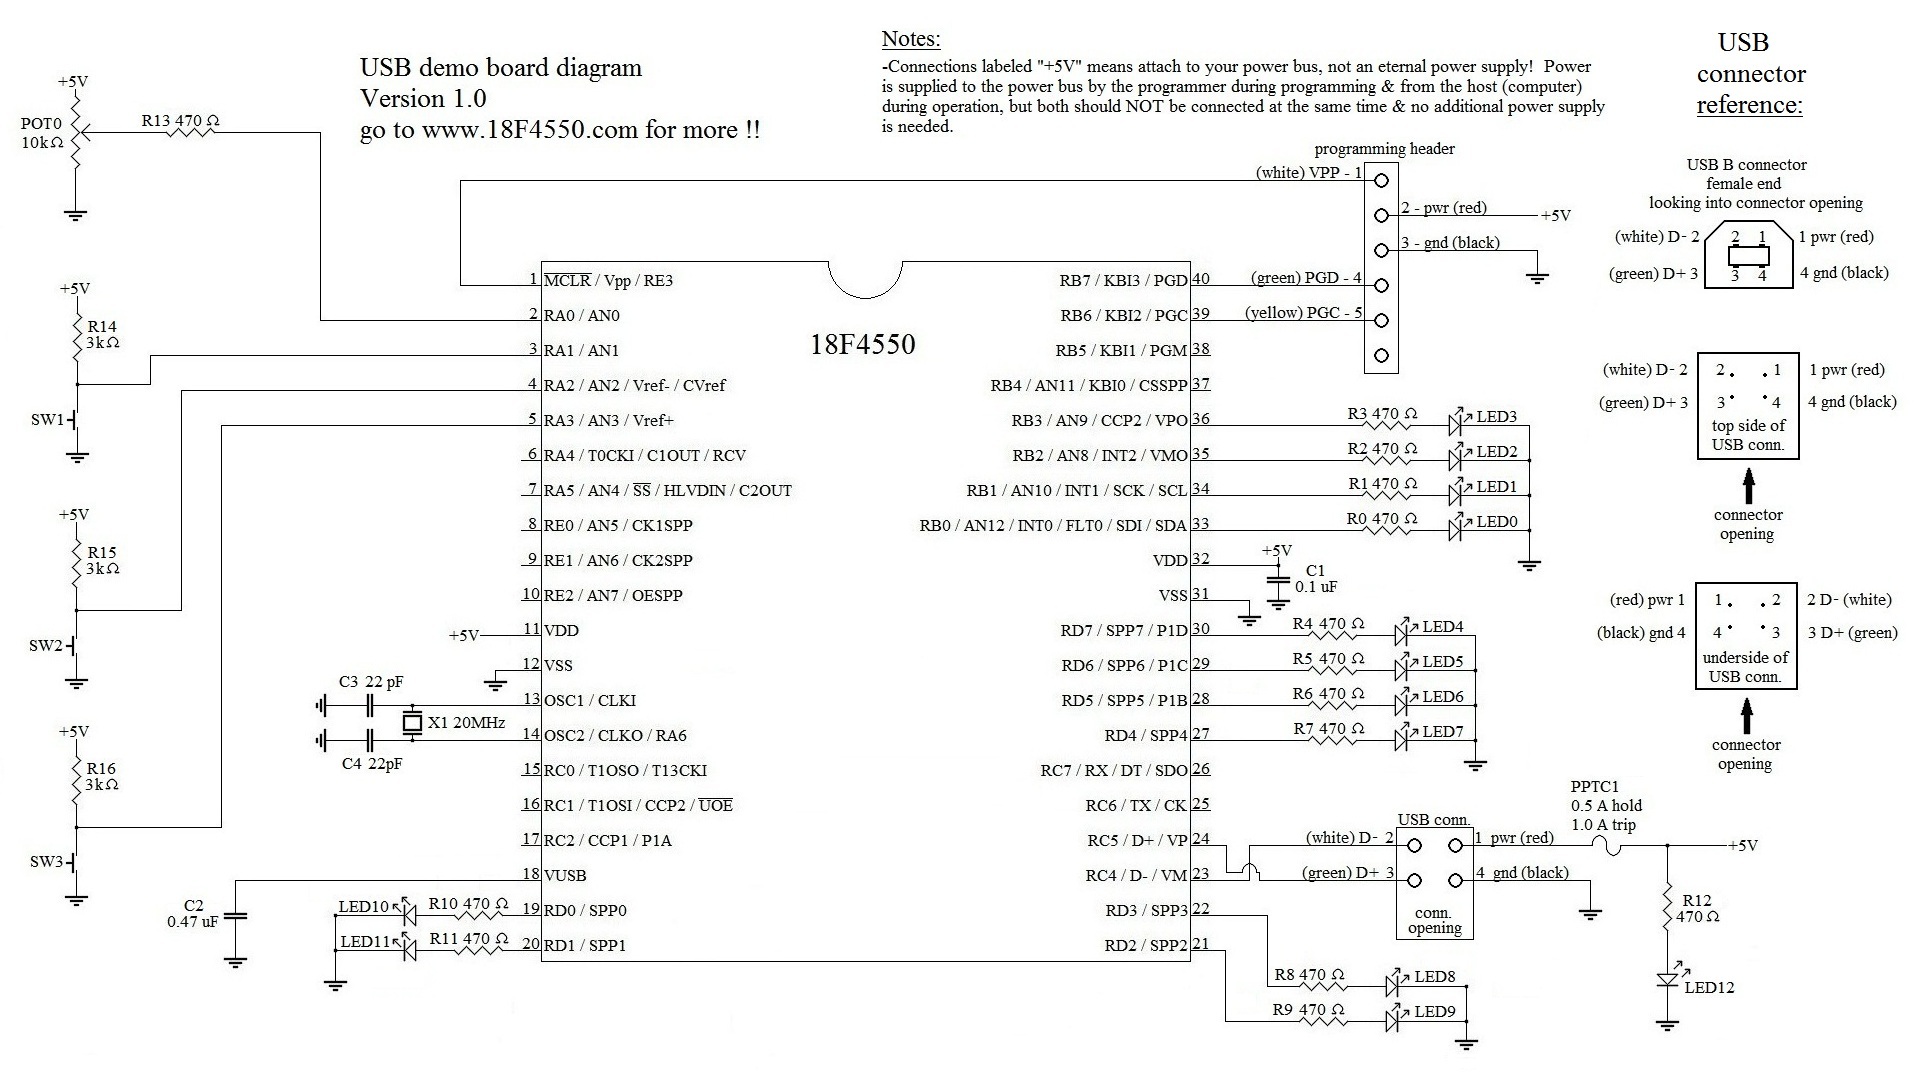 USB demo board diagram
Version 1.0
go to www.18F4550.com for more !!
Notes:
-Connections labeled "+5V" means attach to your power bus, not an eternal power supply! Power
is supplied to the power bus by the programmer during programming & from the host (computer)
during operation, but both should NOT be connected at the same time & no additional power supply
is needed.
USB
connector
reference:
+5V
POT0
10kΩ
R13 470 Ω
+5V
R14
3kΩ
SW1
+5V
R15
3kΩ
SW2
+5V
R16
3kΩ
SW3
C2
0.47 uF
+5V
C3 22 pF
X1 20MHz
C4 22pF
LED10
R10 470 Ω
LED11
R11 470 Ω
18F4550
1 MCLR / Vpp / RE3
2 RA0 / AN0
3 RA1 / AN1
4 RA2 / AN2 / Vref- / CVref
5 RA3 / AN3 / Vref+
6 RA4 / T0CKI / C1OUT / RCV
7 RA5 / AN4 / SS / HLVDIN / C2OUT
8 RE0 / AN5 / CK1SPP
9 RE1 / AN6 / CK2SPP
10 RE2 / AN7 / OESPP
11 VDD
12 VSS
13 OSC1 / CLKI
14 OSC2 / CLKO / RA6
15 RC0 / T1OSO / T13CKI
16 RC1 / T1OSI / CCP2 / UOE
17 RC2 / CCP1 / P1A
18 VUSB
19 RD0 / SPP0
20 RD1 / SPP1
RB7 / KBI3 / PGD 40
RB6 / KBI2 / PGC 39
RB5 / KBI1 / PGM 38
RB4 / AN11 / KBI0 / CSSPP 37
RB3 / AN9 / CCP2 / VPO 36
RB2 / AN8 / INT2 / VMO 35
RB1 / AN10 / INT1 / SCK / SCL 34
RB0 / AN12 / INT0 / FLT0 / SDI / SDA 33
VDD 32
VSS 31
RD7 / SPP7 / P1D 30
RD6 / SPP6 / P1C 29
RD5 / SPP5 / P1B 28
RD4 / SPP4 27
RC7 / RX / DT / SDO 26
RC6 / TX / CK 25
RC5 / D+ / VP 24
RC4 / D- / VM 23
RD3 / SPP3 22
RD2 / SPP2 21
programming header
(white) VPP - 1
2 - pwr (red)
+5V
3 - gnd (black)
(green) PGD - 4
(yellow) PGC - 5
R3 470 Ω
LED3
R2 470 Ω
LED2
R1 470 Ω
LED1
R0 470 Ω
LED0
+5V
C1
0.1 uF
R4 470 Ω
LED4
R5 470 Ω
LED5
R6 470 Ω
LED6
R7 470 Ω
LED7
USB conn.
(white) D- 2
1 pwr (red)
(green) D+ 3
4 gnd (black)
conn.
opening
PPTC1
0.5 A hold
1.0 A trip
+5V
R12
470 Ω
LED12
R8 470 Ω
LED8
R9 470 Ω
LED9
USB B connector
female end
looking into connector opening
(white) D- 2
2 1
1 pwr (red)
(green) D+ 3
3 4
4 gnd (black)
(white) D- 2
2 . . 1
1 pwr (red)
(green) D+ 3
3 . . 4
4 gnd (black)
top side of
USB conn.
connector
opening
(red) pwr 1
1 . . 2
2 D- (white)
(black) gnd 4
4 . . 3
3 D+ (green)
underside of
USB conn.
connector
opening